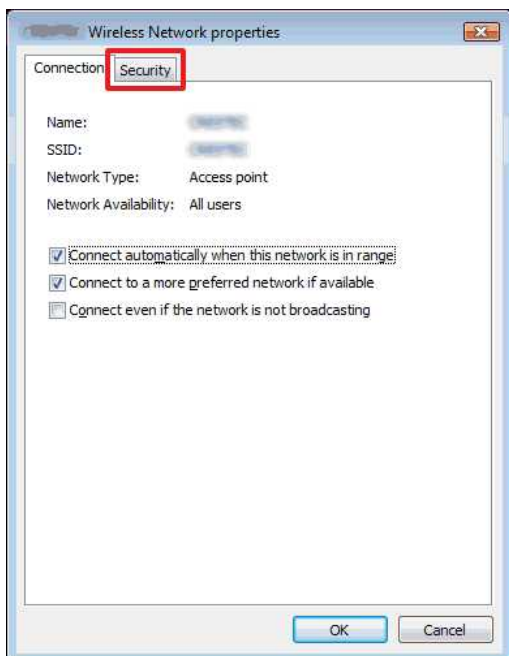 Wireless Network properties
Connection Security
Name:
SSID:
Network Type: Access point
Network Availability: All users
Connect automatically when this network is in range
Connect to a more preferred network if available
Connect even if the network is not broadcasting
OK Cancel